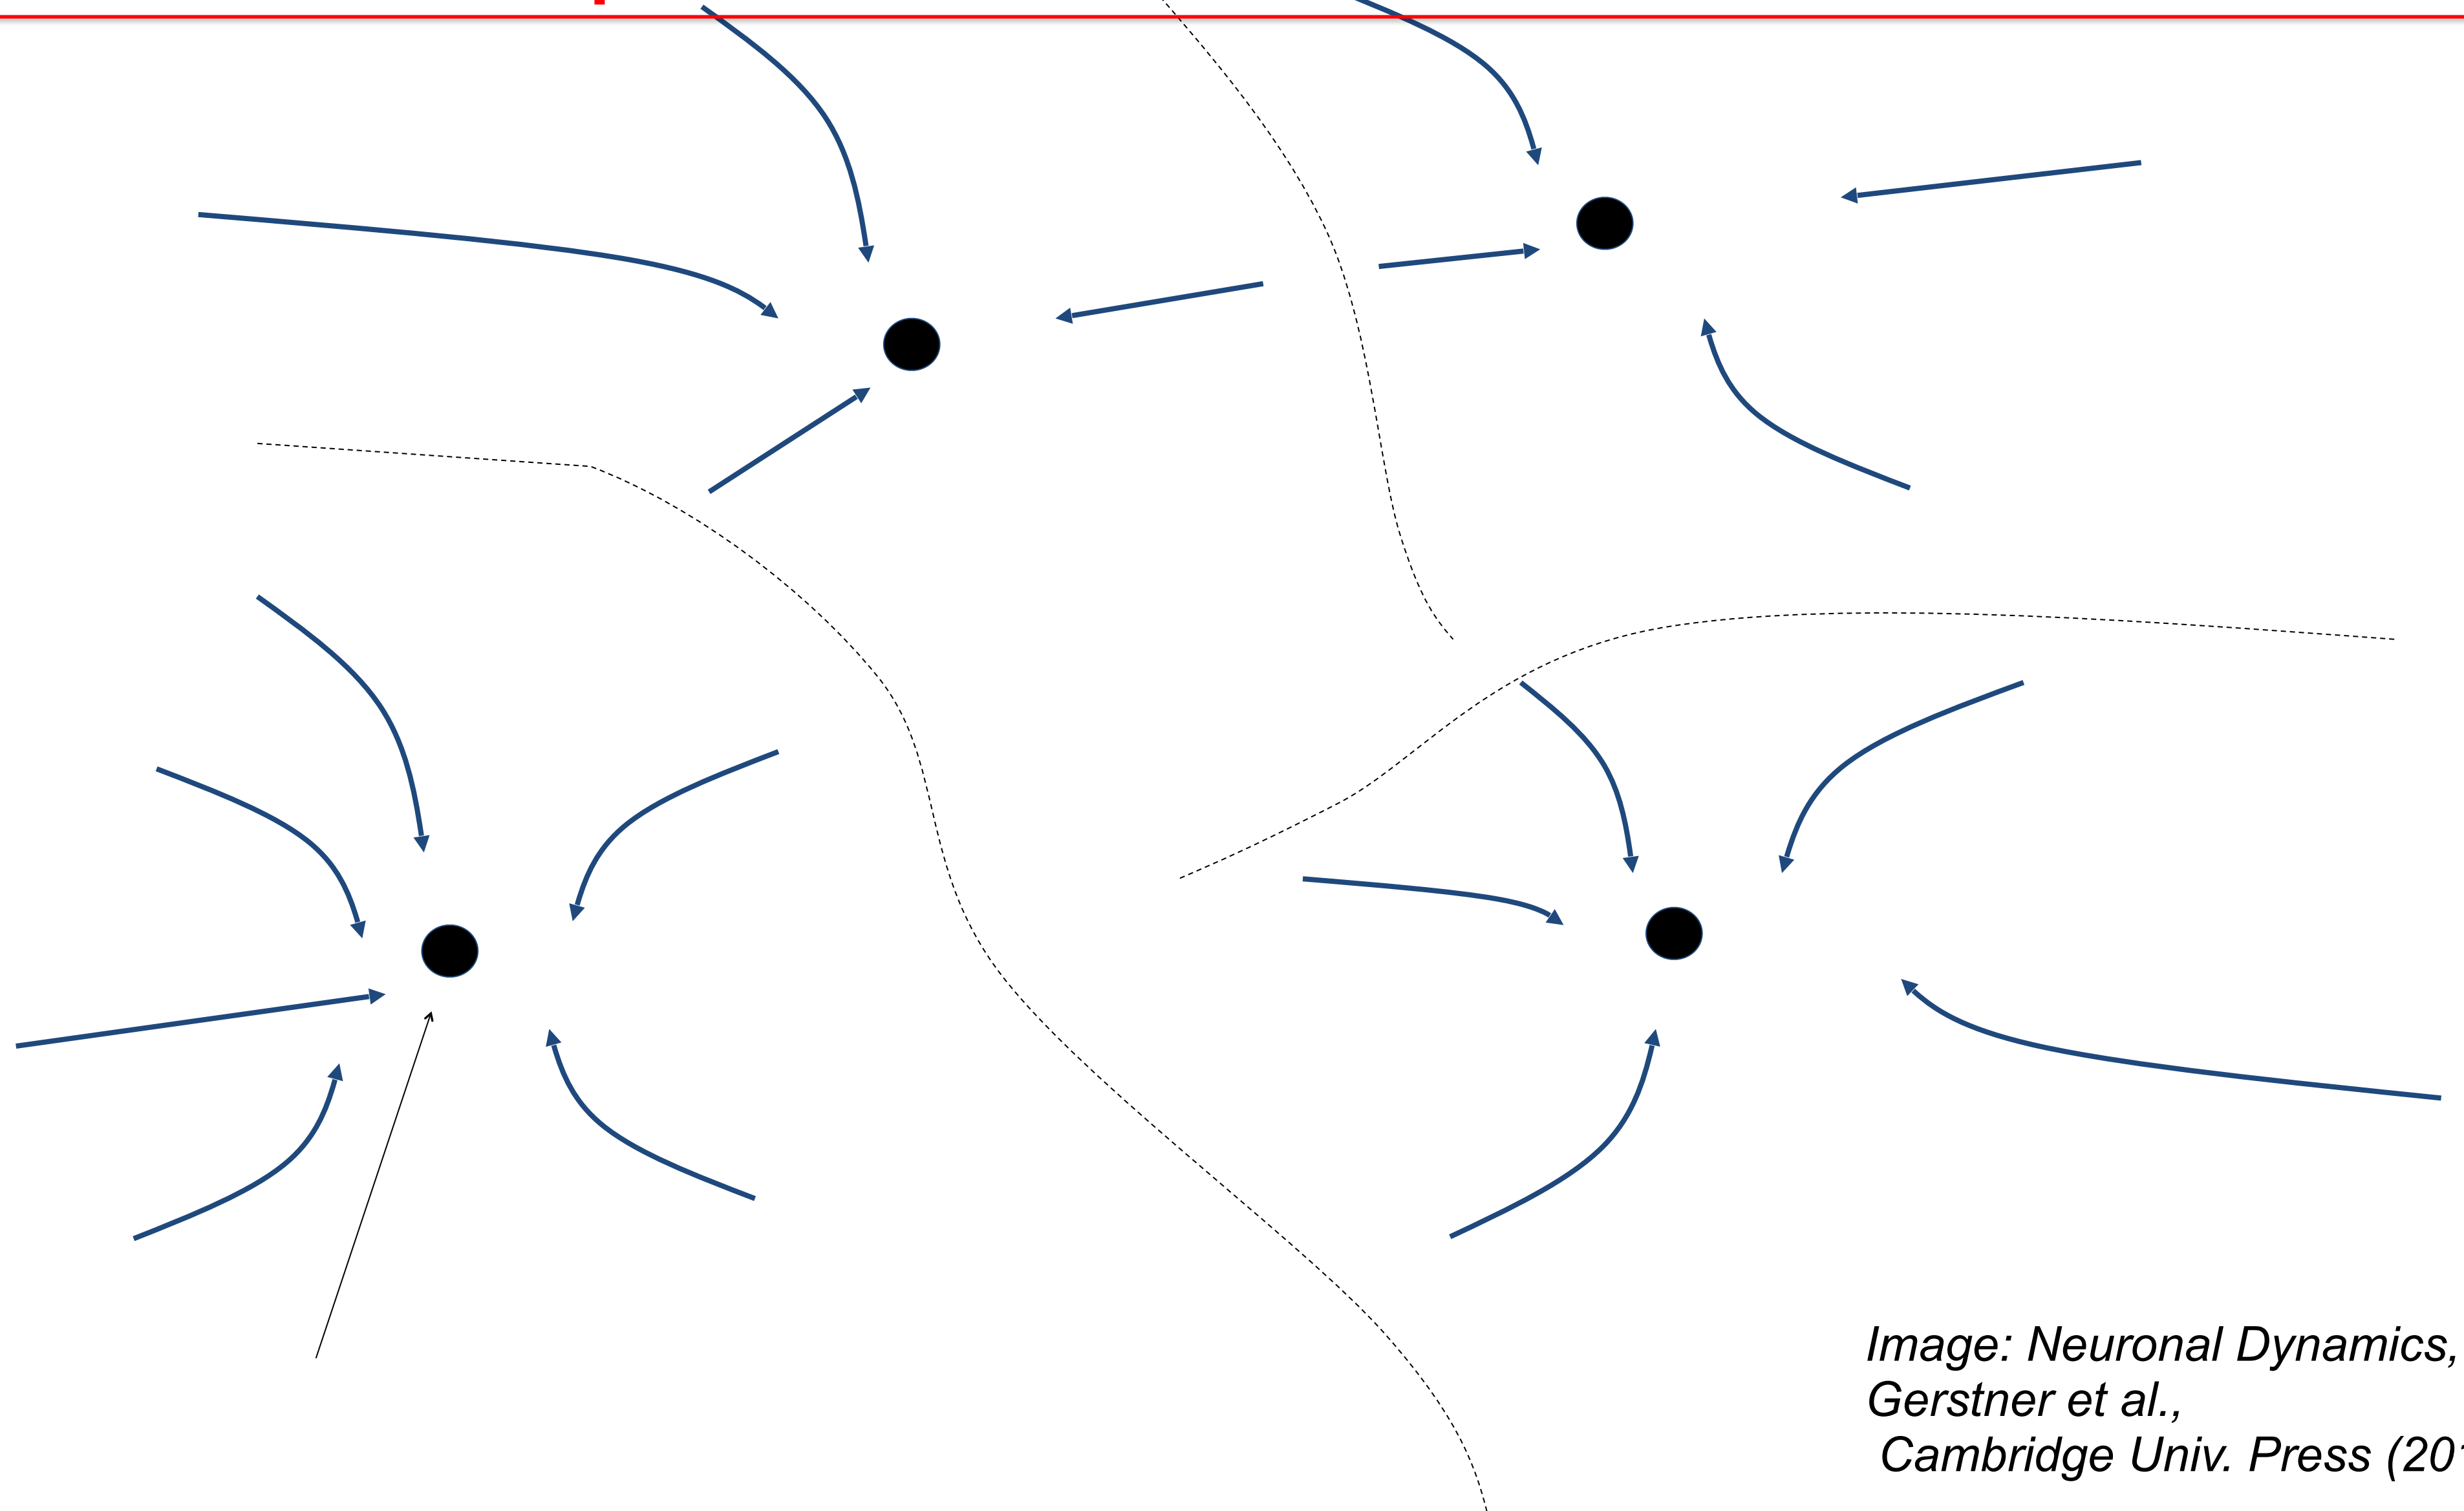 Image: Neuronal Dynamics,
Gerstner et al.,
Cambridge Univ. Press (20